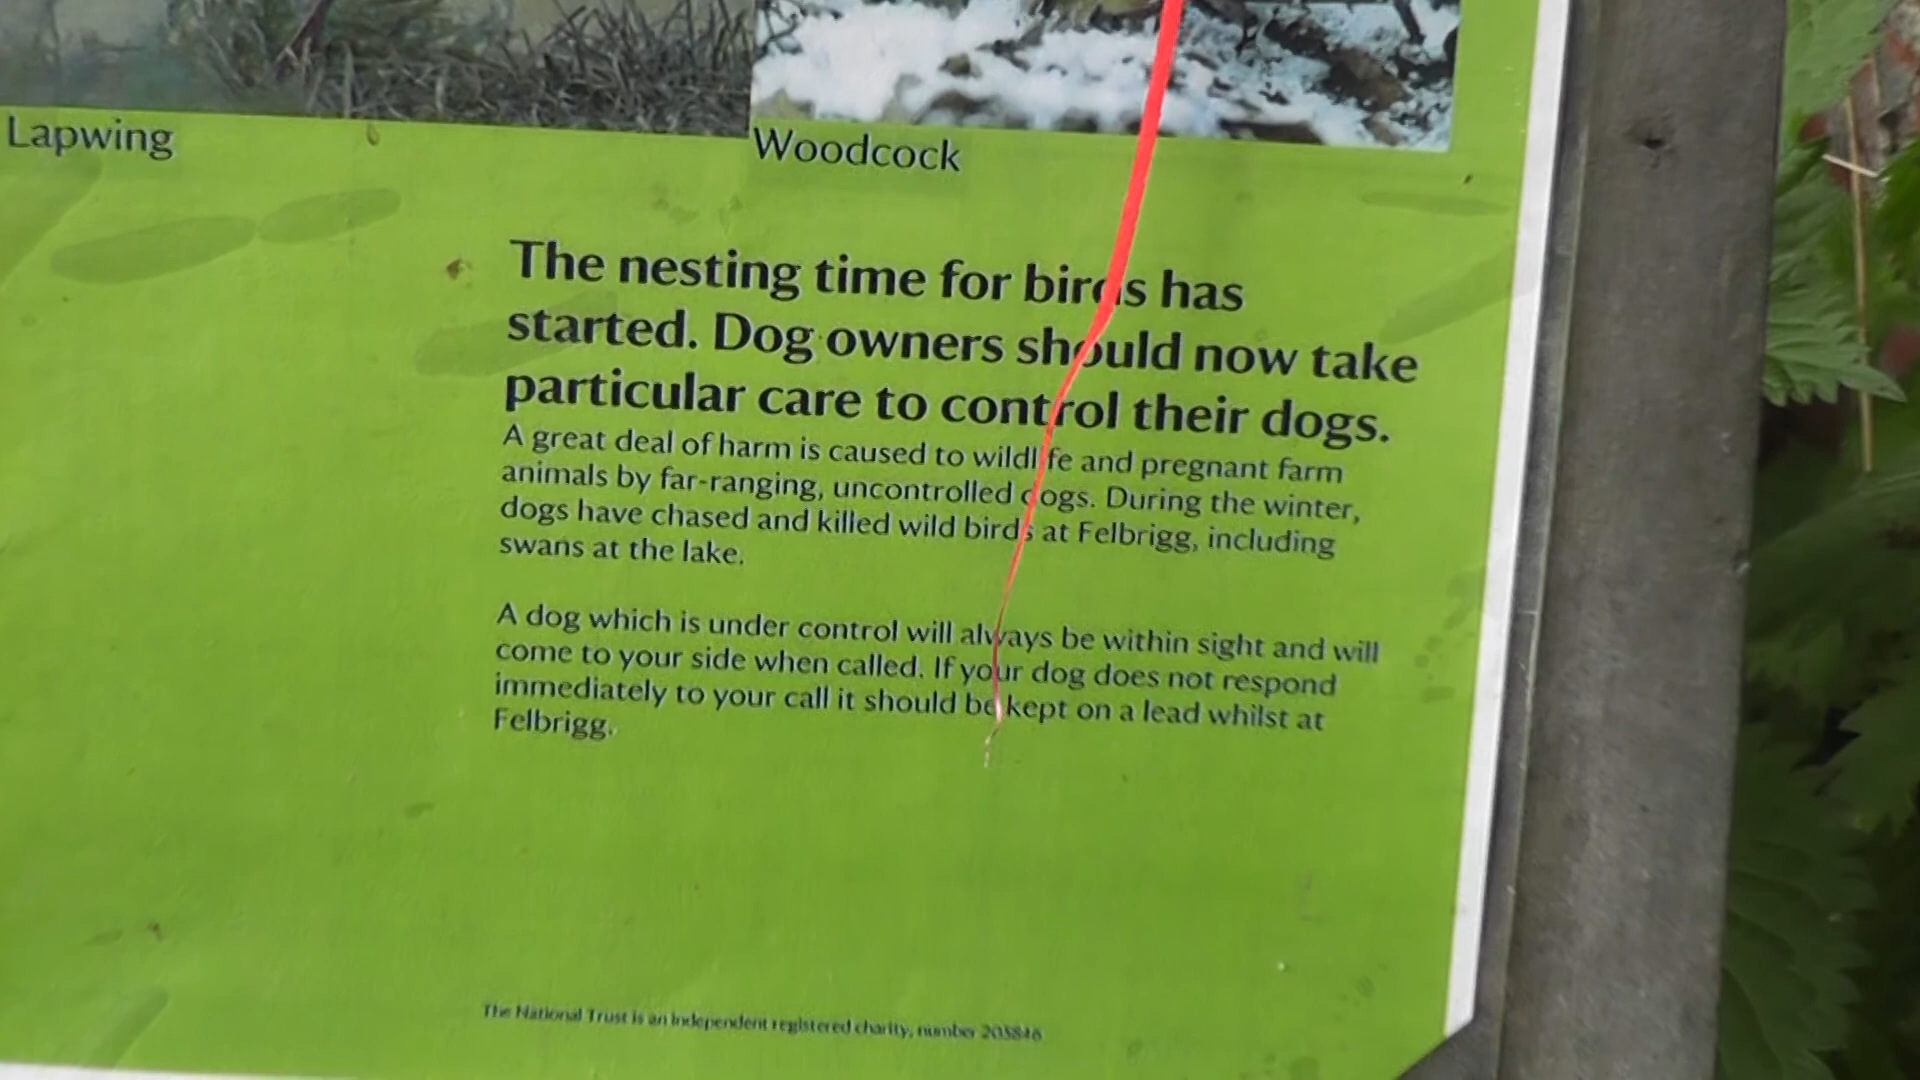 Lapwing
Woodcock
The nesting time for birds has
started. Dog owners should now take
particular care to control their dogs.
A great deal of harm is caused to wildlife and pregnant farm
animals by far-ranging, uncontrolled dogs. During the winter,
dogs have chased and killed wild birds at Felbrigg, including
swans at the lake.
A dog which is under control will always be within sight and will
come to your side when called. If your dog does not respond
immediately to your call it should be kept on a lead whilst at
Felbrigg.
The National Trust is an independent registered charity, number 205846